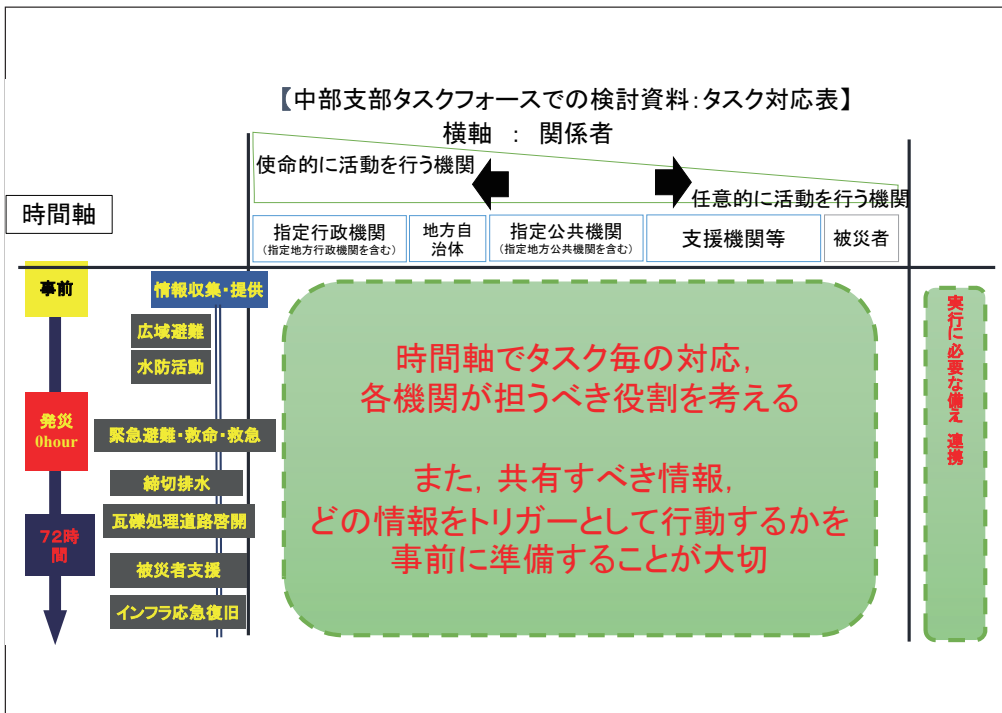 【中部支部タスクフォースでの検討資料：タスク対応表】
横軸 ： 関係者
使命的に活動を行う機関
任意的に活動を行う機関
時間軸
指定行政機関
（指定地方行政機関を含む）
地方自
治体
指定公共機関
（指定地方公共機関を含む）
支援機関等
被災者
事前
発災
0hour
72時
間
情報収集・提供
広域避難
水防活動
緊急避難・救命・救急
締切排水
瓦礫処理道路啓開
被災者支援
インフラ応急復旧
時間軸でタスク毎の対応，
各機関が担うべき役割を考える
また，共有すべき情報，
どの情報をトリガーとして行動するかを
事前に準備することが大切
実行に必要な備え 連携